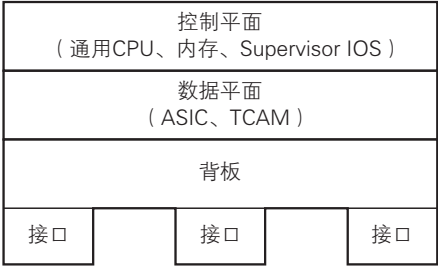 控制平面
（通用CPU、内存、Supervisor IOS）
数据平面
（ASIC、TCAM）
背板
接口 接口 接口